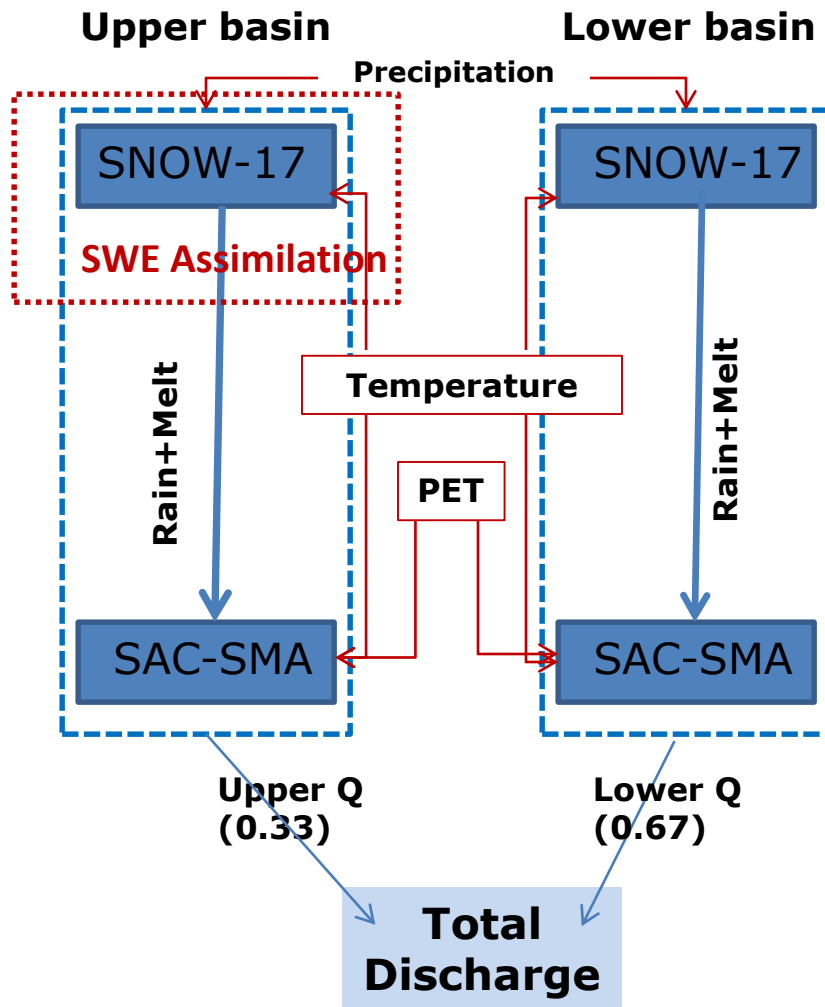 Upper basin
Lower basin
Precipitation
SNOW-17
SNOW-17
SWE Assimilation
Rain+Melt
Rain+Melt
Temperature
PET
SAC-SMA
SAC-SMA
Upper Q
(0.33)
Lower Q
(0.67)
Total
Discharge